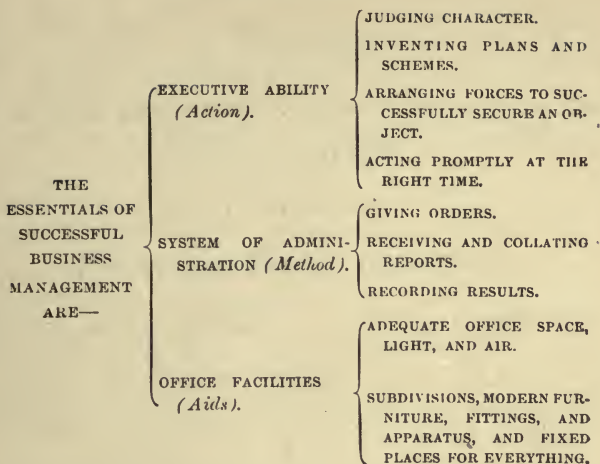 THE
ESSENTIALS OF
SUCCESSFUL
BUSINESS
MANAGEMENT
ARE—
EXECUTIVE ABILITY
(Action).
JUDGING CHARACTER.
INVENTING PLANS AND
SCHEMES.
ARRANGING FORCES TO SUC-
CESSFULLY SECURE AN OB-
JECT.
ACTING PROMPTLY AT THE
RIGHT TIME.
SYSTEM OF ADMINI-
STRATION (Method).
GIVING ORDERS.
RECEIVING AND COLLATING
REPORTS.
RECORDING RESULTS.
OFFICE FACILITIES
(Aids).
ADEQUATE OFFICE SPACE,
LIGHT, AND AIR.
SUBDIVISIONS, MODERN FUR-
NITURE, FITTINGS, AND
APPARATUS, AND FIXED
PLACES FOR EVERYTHING.